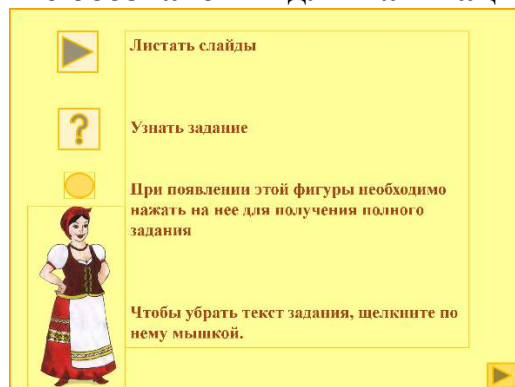 Листать слайды
?
Узнать задание
При появлении этой фигуры необходимо
нажать на нее для получения полного
задания
Чтобы убрать текст задания, щелкните по
нему мышкой.